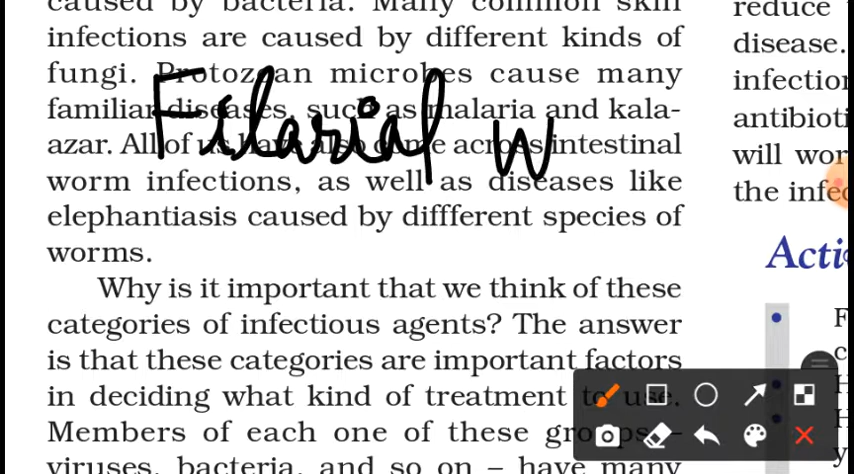 caused by bacteria. Many common skin
infections are caused by different kinds of
fungi. Protozoan microbes cause many
familiar diseases, such as malaria and kala-
azar. All of us have also come across intestinal
worm infections, as well as diseases like
elephantiasis caused by diffferent species of
worms.
Filarial W
Why is it important that we think of these
categories of infectious agents? The answer
is that these categories are important factors
in deciding what kind of treatment to use.
Members of each one of these groups –
viruses, bacteria, and so on – have many
reduce
disease.
infection
antibioti
will wor
the infec
Acti
F
c
H
H
y